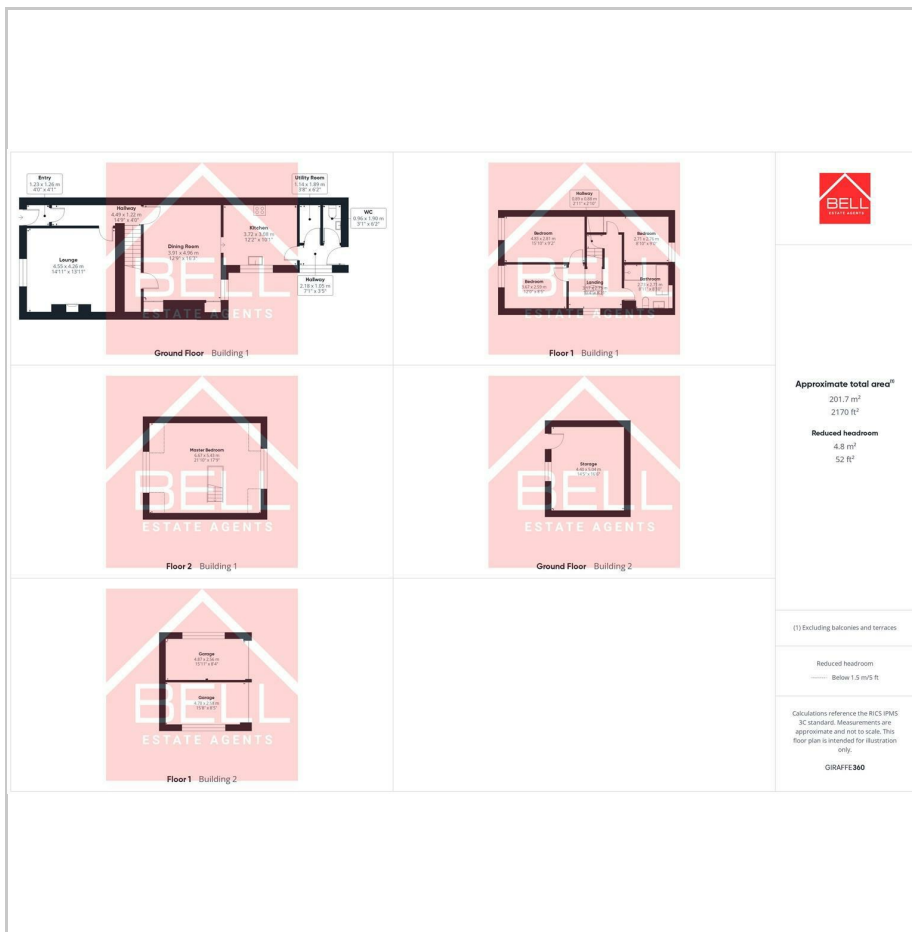 Entry
1.23 x 1.26 m
4'0" x 4'1"
Hallway
4.49 x 1.22 m
14'9" x 4'0"
Utility Room
1.14 x 1.89 m
3'8" x 6'2"
WC
0.96 x 1.90 m
3'1" x 6'2"
Kitchen
3.73 x 3.08 m
12'2" x 10'1"
Dining Room
3.91 x 4.98 m
Lounge
4.55 x 4.26 m
14'11" x 13'11"
Hallway
2.18 x 1.05 m
7'1" x 3'5"
BELL
ESTATE AGENTS
Ground Floor Building 1
Hallway
Bedroom
Bedroom
Bedroom
Landing
Bathroom
BELL
ESTATE AGENTS
Floor 1 Building 1
Master Bedroom
BELL
ESTATE AGENTS
Floor 2 Building 1
Storage
BELL
ESTATE AGENTS
Ground Floor Building 2
Garage
Garage
BELL
ESTATE AGENTS
Floor 1 Building 2
BELL
ESTATE AGENTS
Approximate total area(1)
201.7 m²
2170 ft²
Reduced headroom
4.8 m²
52 ft²
(1) Excluding balconies and terraces
Reduced headroom
Below 1.5 m/5 ft
Calculations reference the RICS IPMS
3C standard. Measurements are
approximate and not to scale. This
floor plan is intended for illustration
only.
GIRAFFE360